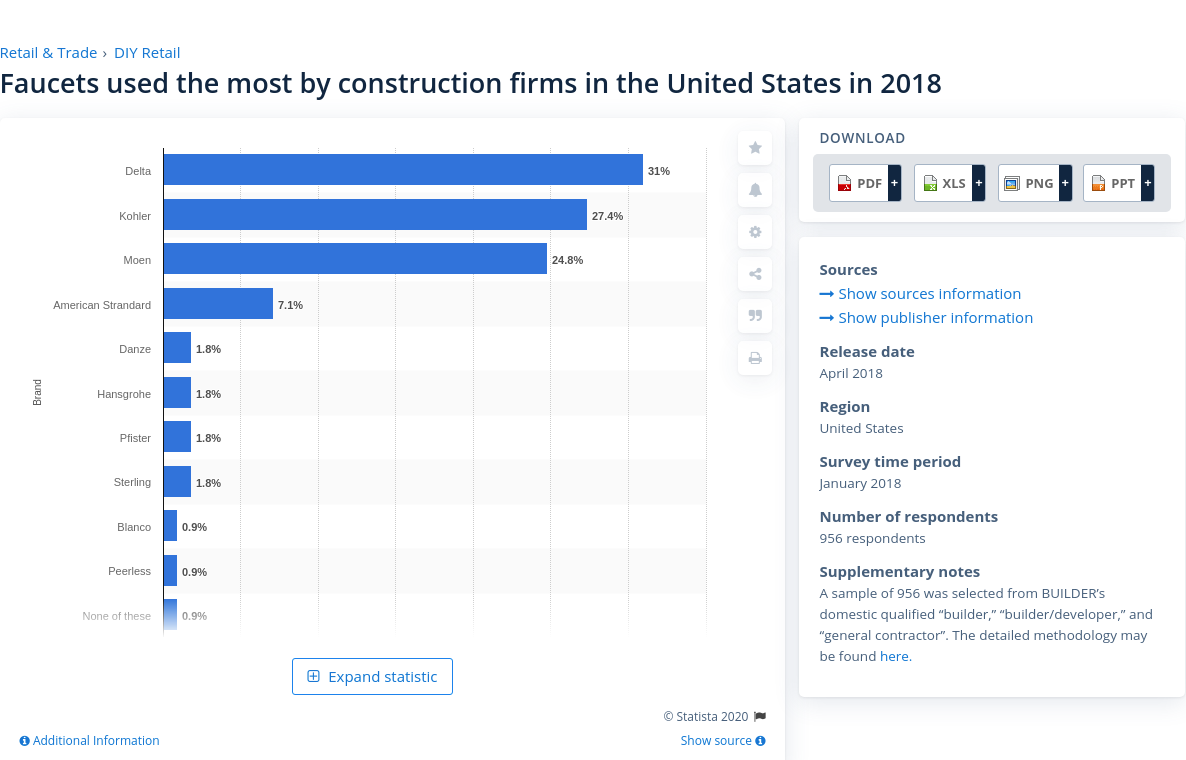 Retail & Trade › DIY Retail
Faucets used the most by construction firms in the United States in 2018
Brand
Delta 31%
Kohler 27.4%
Moen 24.8%
American Strandard 7.1%
Danze 1.8%
Hansgrohe 1.8%
Pfister 1.8%
Sterling 1.8%
Blanco 0.9%
Peerless 0.9%
None of these 0.9%
Expand statistic
© Statista 2020
Additional Information
Show source
DOWNLOAD
PDF + XLS + PNG + PPT +
Sources
Show sources information
Show publisher information
Release date
April 2018
Region
United States
Survey time period
January 2018
Number of respondents
956 respondents
Supplementary notes
A sample of 956 was selected from BUILDER’s
domestic qualified “builder,” “builder/developer,” and
“general contractor”. The detailed methodology may
be found here.